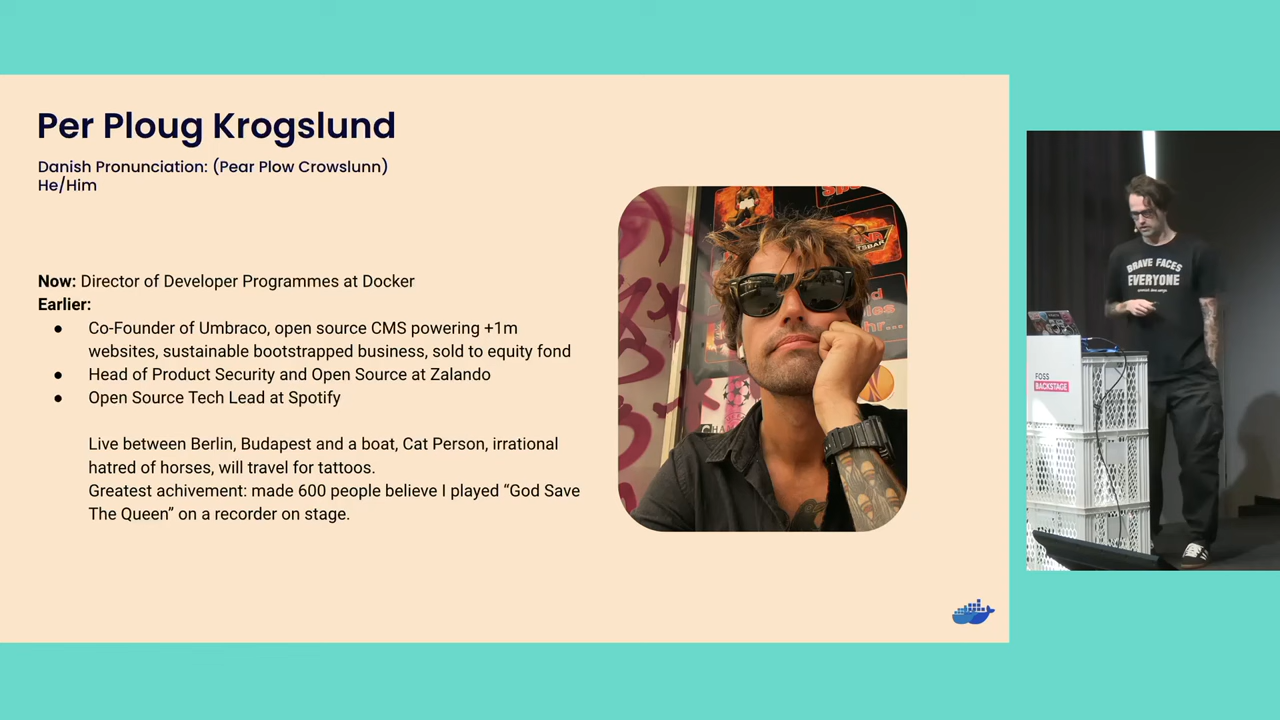 Per Ploug Krogslund
Danish Pronunciation: (Pear Plow Crowslunn)
He/Him
Now: Director of Developer Programmes at Docker
Earlier:
● Co-Founder of Umbraco, open source CMS powering +1m
websites, sustainable bootstrapped business, sold to equity fond
● Head of Product Security and Open Source at Zalando
● Open Source Tech Lead at Spotify
Live between Berlin, Budapest and a boat, Cat Person, irrational
hatred of horses, will travel for tattoos.
Greatest achivement: made 600 people believe I played “God Save
The Queen” on a recorder on stage.
BRAVE FACES
EVERYONE
FOSS
BACKSTAGE